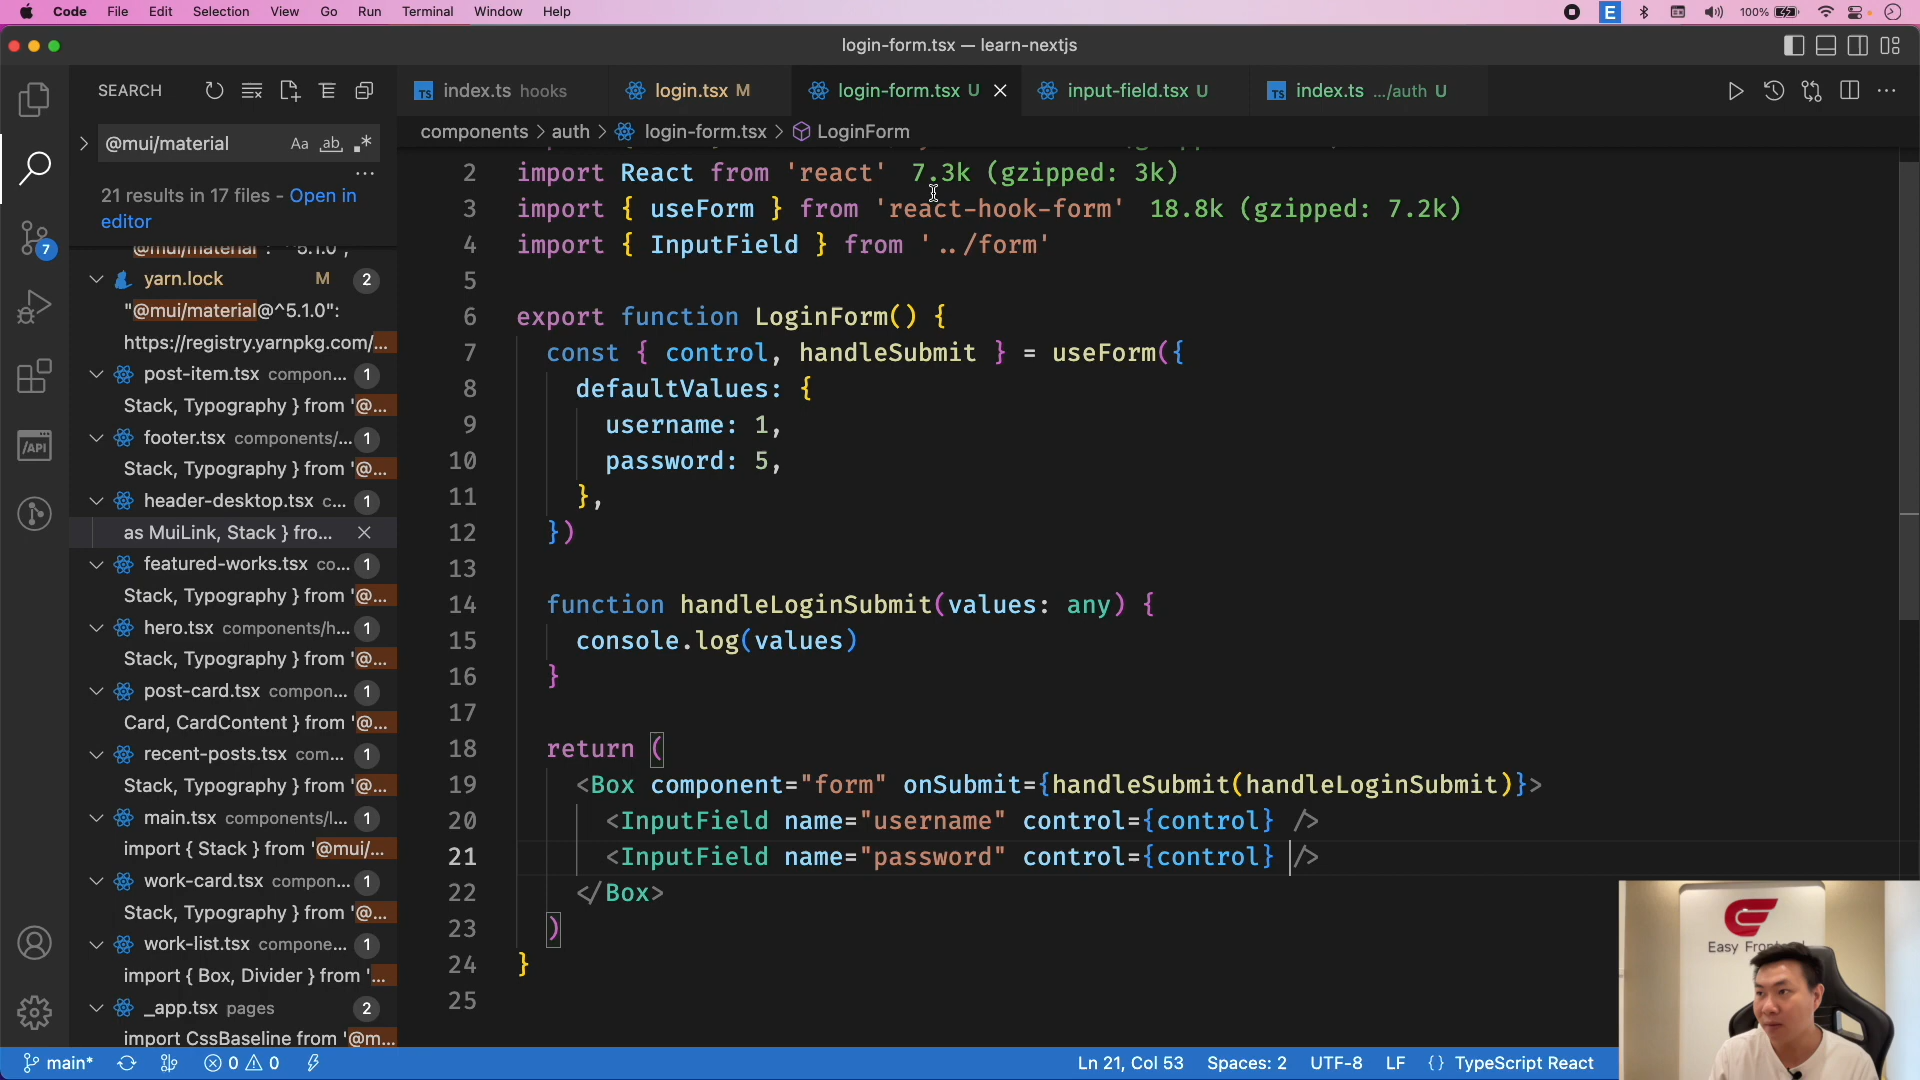 Code File Edit Selection View Go Run Terminal Window Help
E 100%
login-form.tsx — learn-nextjs
SEARCH
index.ts hooks
login.tsx M
login-form.tsx U
input-field.tsx U
index.ts .../auth U
@mui/material Aa ab .*
21 results in 17 files - Open in
editor
components > auth > login-form.tsx > LoginForm
7
/API
yarn.lock M 2
"@mui/material@^5.1.0":
https://registry.yarnpkg.com/...
post-item.tsx compon... 1
Stack, Typography } from '@...
footer.tsx components/... 1
Stack, Typography } from '@...
header-desktop.tsx c... 1
as MuiLink, Stack } fro...
featured-works.tsx co... 1
Stack, Typography } from '@...
hero.tsx components/h... 1
Stack, Typography } from '@...
post-card.tsx compon... 1
Card, CardContent } from '@...
recent-posts.tsx com... 1
Stack, Typography } from '@...
main.tsx components/l... 1
import { Stack } from '@mui/...
work-card.tsx compon... 1
Stack, Typography } from '@...
work-list.tsx compone... 1
import { Box, Divider } from '...
_app.tsx pages 2
import CssBaseline from '@m...
2 import React from 'react' 7.3k (gzipped: 3k)
3 import { useForm } from 'react-hook-form' 18.8k (gzipped: 7.2k)
4 import { InputField } from '../form'
5
6 export function LoginForm() {
7 const { control, handleSubmit } = useForm({
8 defaultValues: {
9 username: 1,
10 password: 5,
11 },
12 })
13
14 function handleLoginSubmit(values: any) {
15 console.log(values)
16 }
17
18 return (
19 <Box component="form" onSubmit={handleSubmit(handleLoginSubmit)}>
20 <InputField name="username" control={control} />
21 <InputField name="password" control={control} />
22 </Box>
23 )
24 }
25
main* 0 0
Ln 21, Col 53 Spaces: 2 UTF-8 LF {} TypeScript React